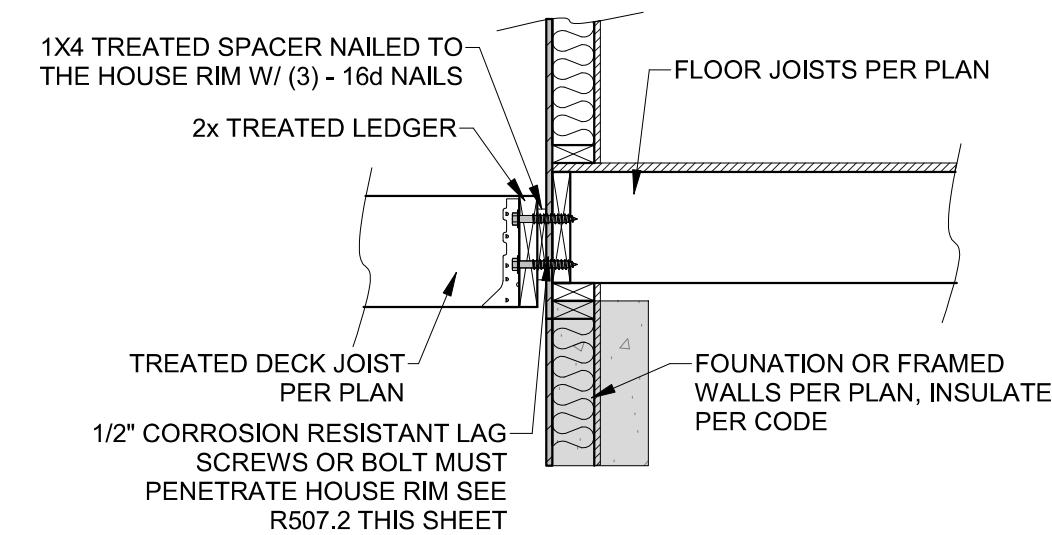 1X4 TREATED SPACER NAILED TO
THE HOUSE RIM W/ (3) - 16d NAILS
2x TREATED LEDGER
FLOOR JOISTS PER PLAN
TREATED DECK JOIST
PER PLAN
1/2" CORROSION RESISTANT LAG
SCREWS OR BOLT MUST
PENETRATE HOUSE RIM SEE
R507.2 THIS SHEET
FOUNATION OR FRAMED
WALLS PER PLAN, INSULATE
PER CODE